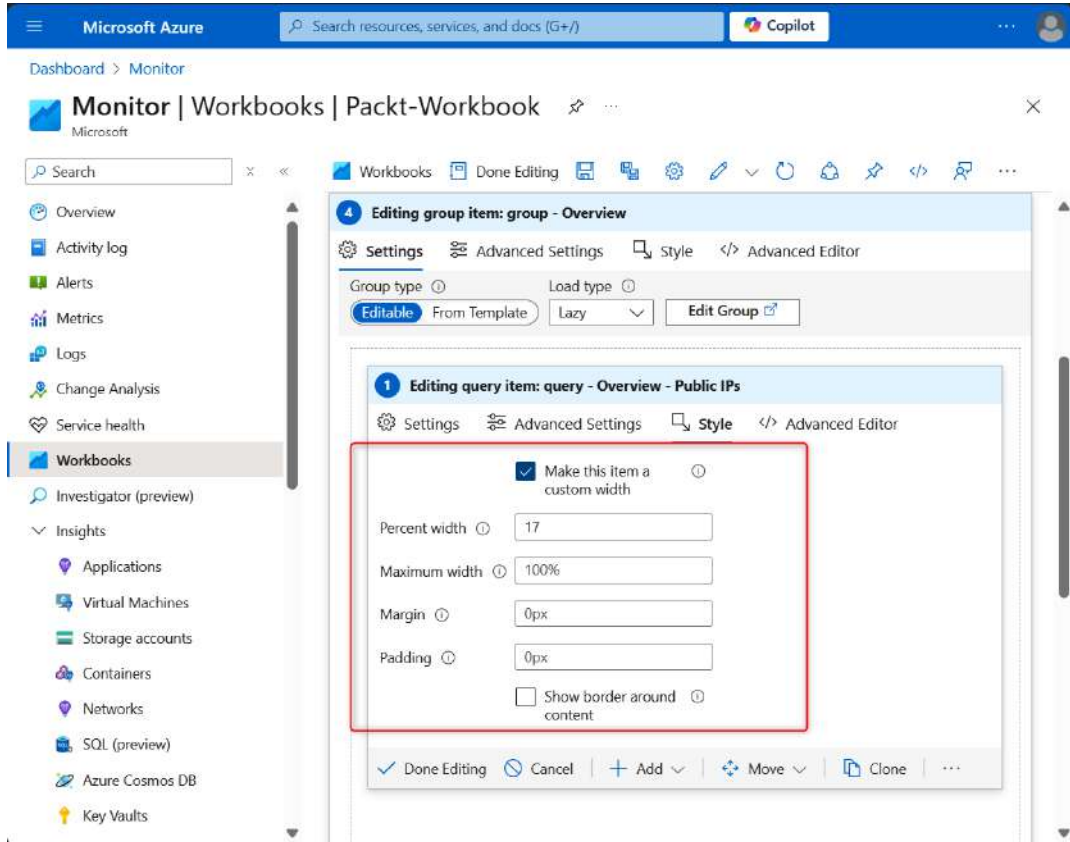 Microsoft Azure
Search resources, services, and docs (G+/)
Copilot
Dashboard > Monitor
Monitor | Workbooks | Packt-Workbook
Microsoft
Search
Workbooks
Done Editing
Overview
Activity log
Alerts
Metrics
Logs
Change Analysis
Service health
Workbooks
Investigator (preview)
Insights
Applications
Virtual Machines
Storage accounts
Containers
Networks
SQL (preview)
Azure Cosmos DB
Key Vaults
4 Editing group item: group - Overview
Settings Advanced Settings Style </> Advanced Editor
Group type Load type
Editable From Template Lazy Edit Group
1 Editing query item: query - Overview - Public IPs
Settings Advanced Settings Style </> Advanced Editor
Make this item a
custom width
Percent width 17
Maximum width 100%
Margin 0px
Padding 0px
Show border around
content
Done Editing Cancel Add Move Clone